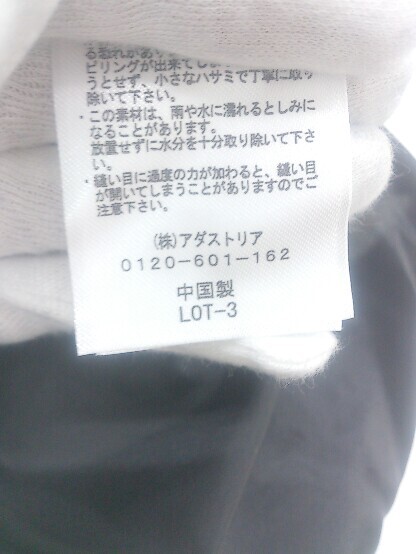 る恐れがあり
ピリングが出来てしま
うとせず、小さなハサミで丁寧に取り
除いて下さい。
・この素材は、雨や水に濡れるとしみに
なることがあります。
放置せずに水分を十分取り除いて下さ
い。
・縫い目に過度の力が加わると、縫い目
が開いてしまうことがありますのでご
注意下さい。
(株)アダストリア
0120-601-162
中国製
LOT-3